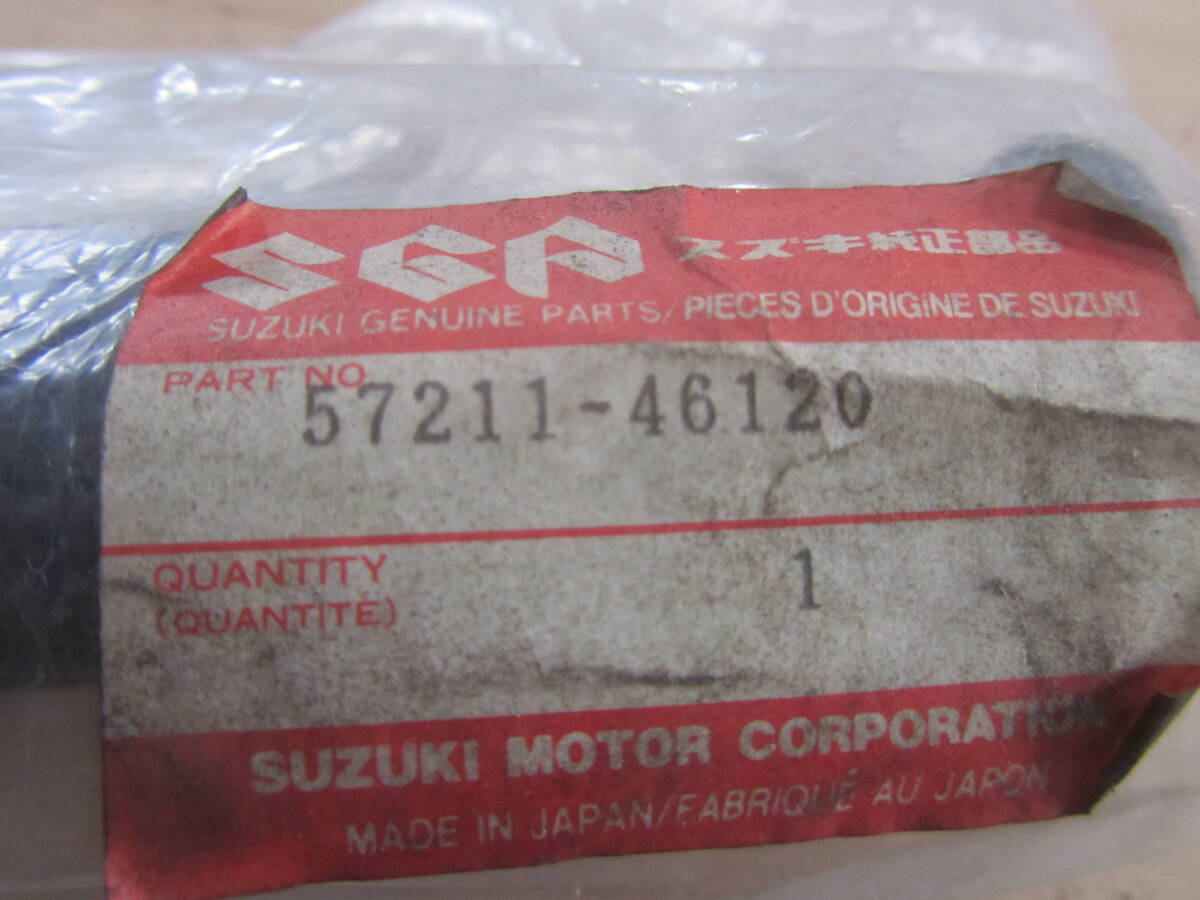 SGP スズキ純正部品
SUZUKI GENUINE PARTS/PIECES D'ORIGINE DE SUZUKI
PART NO.
57211-46120
QUANTITY 1
(QUANTITÉ)
SUZUKI MOTOR CORPORATION
MADE IN JAPAN/FABRIQUÉ AU JAPON